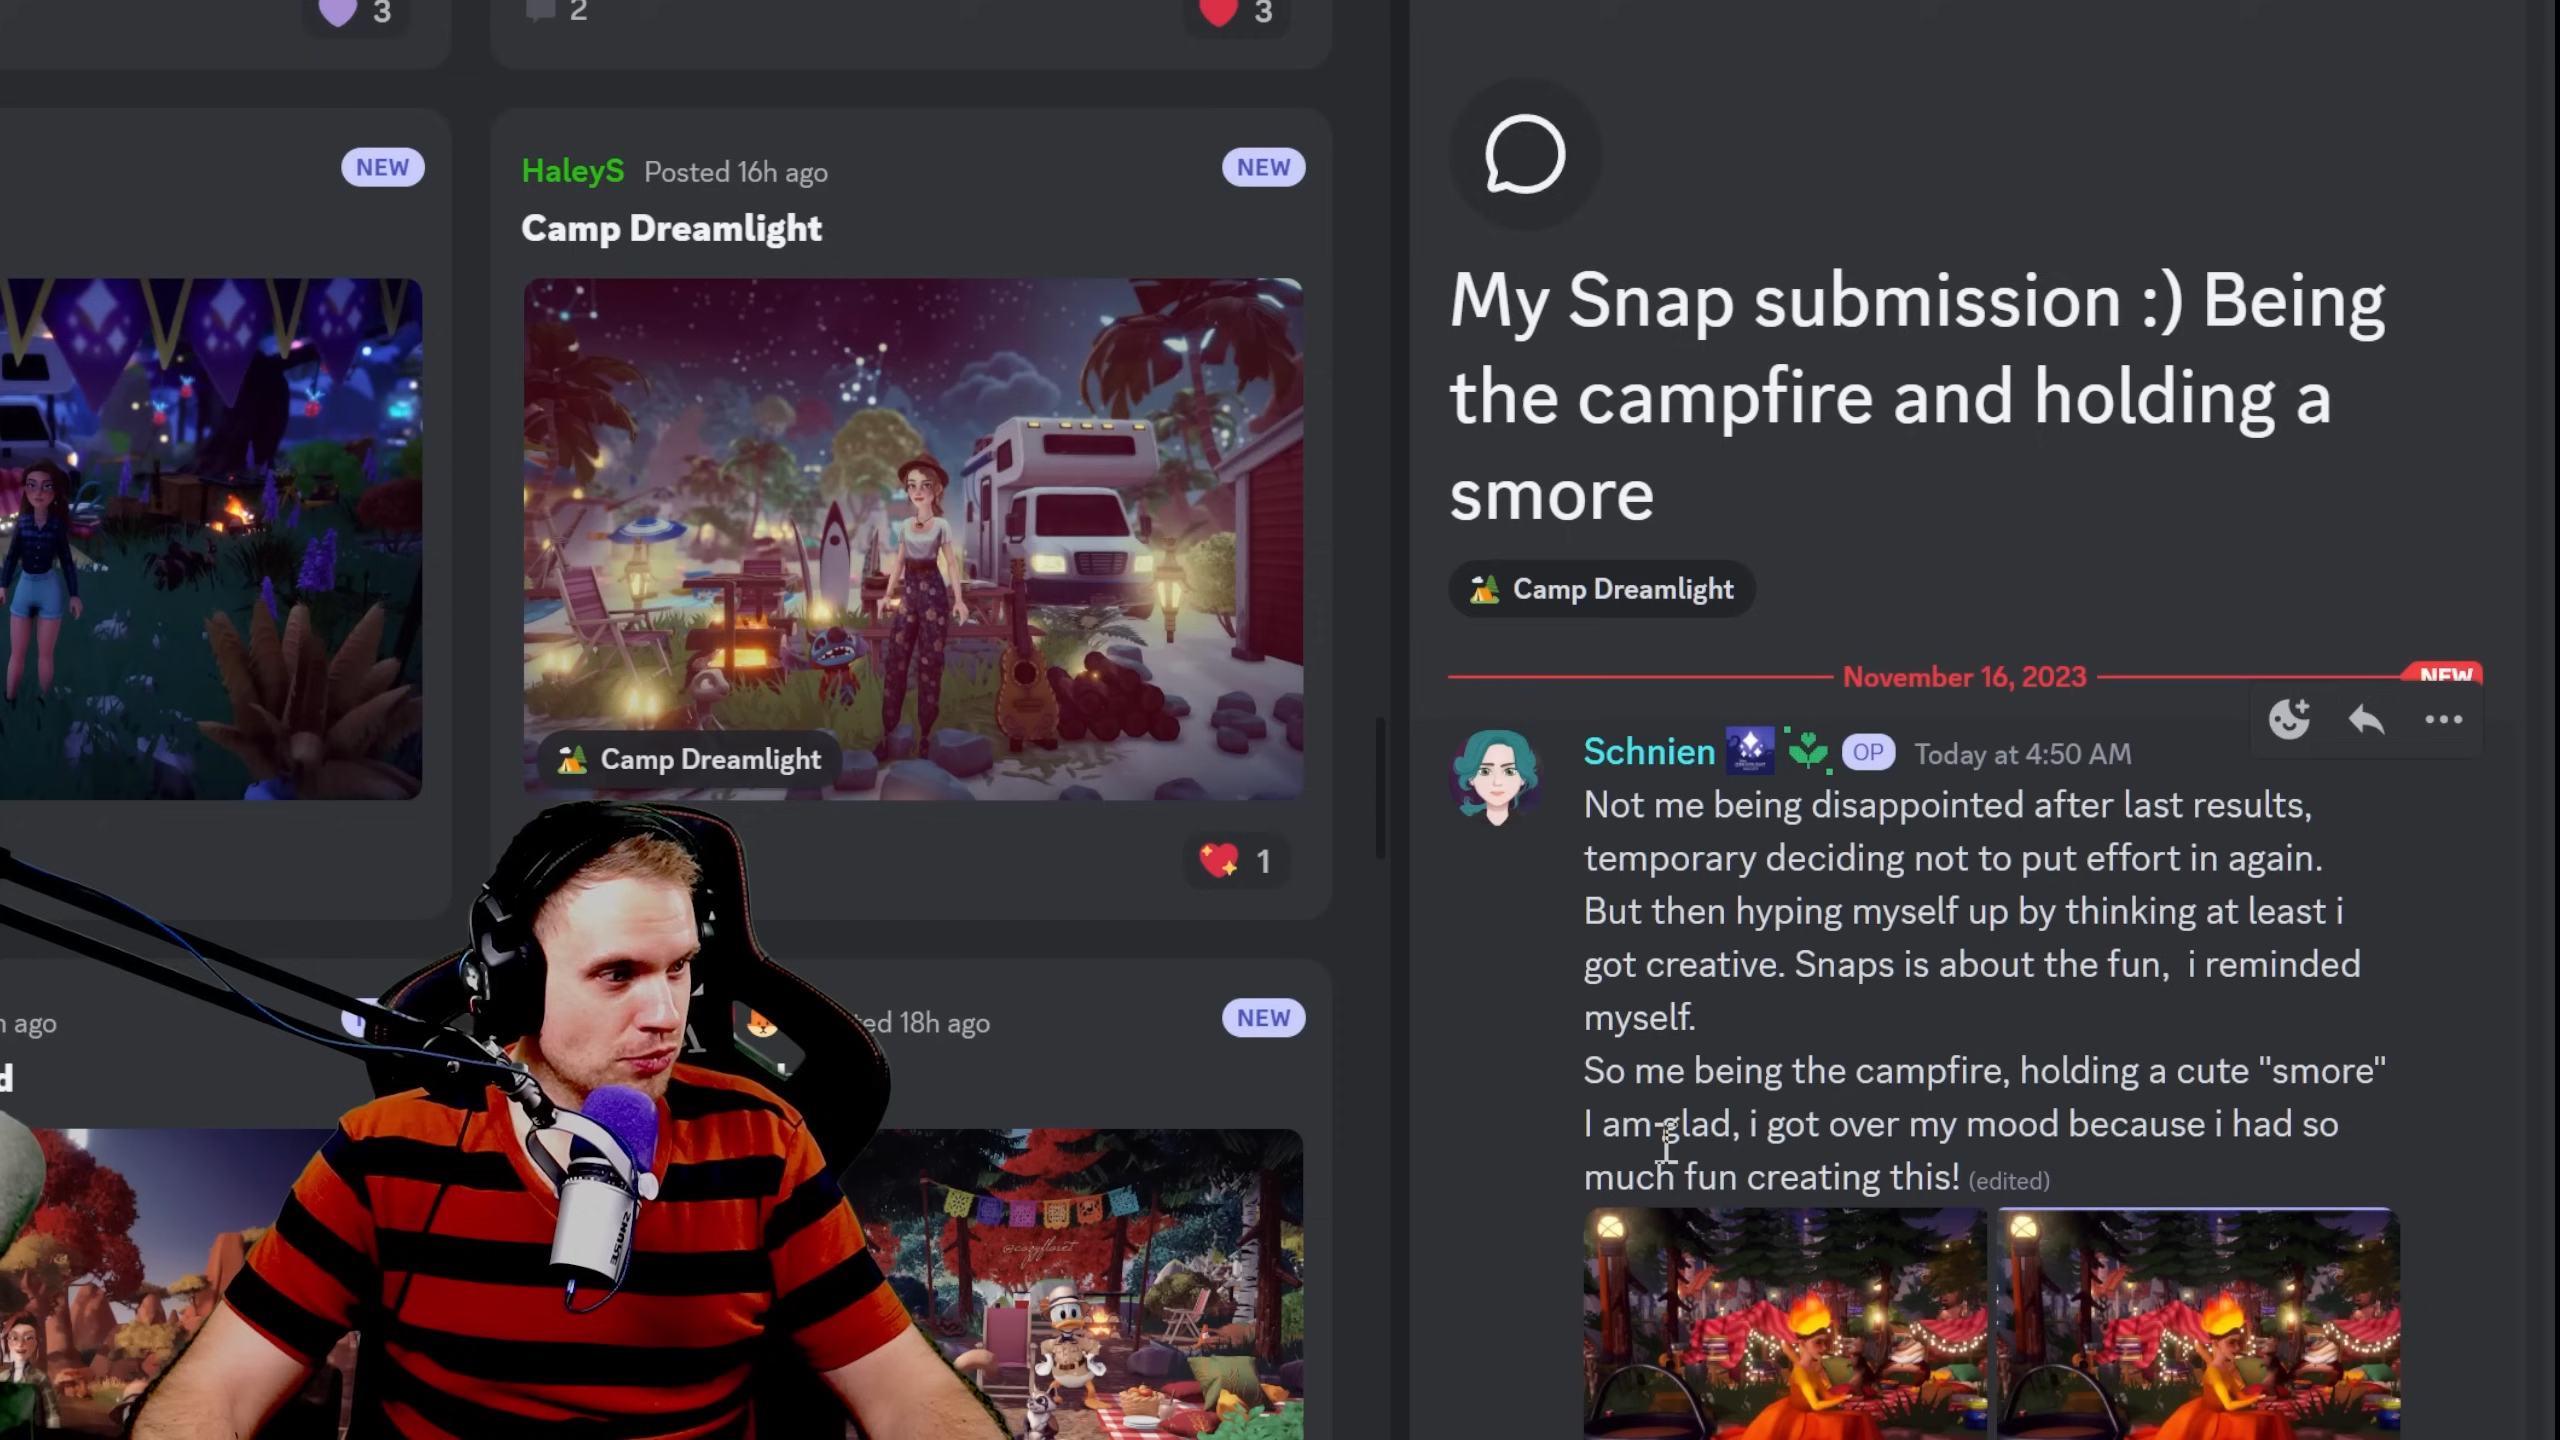 3
2
3
NEW
HaleyS Posted 16h ago
NEW
Camp Dreamlight
Camp Dreamlight
1
h ago
ed 18h ago
NEW
d
@cozyfloret
My Snap submission :) Being
the campfire and holding a
smore
Camp Dreamlight
November 16, 2023
NEW
Schnien OP Today at 4:50 AM
Not me being disappointed after last results,
temporary deciding not to put effort in again.
But then hyping myself up by thinking at least i
got creative. Snaps is about the fun,  i reminded
myself.
So me being the campfire, holding a cute "smore"
I am glad, i got over my mood because i had so
much fun creating this! (edited)